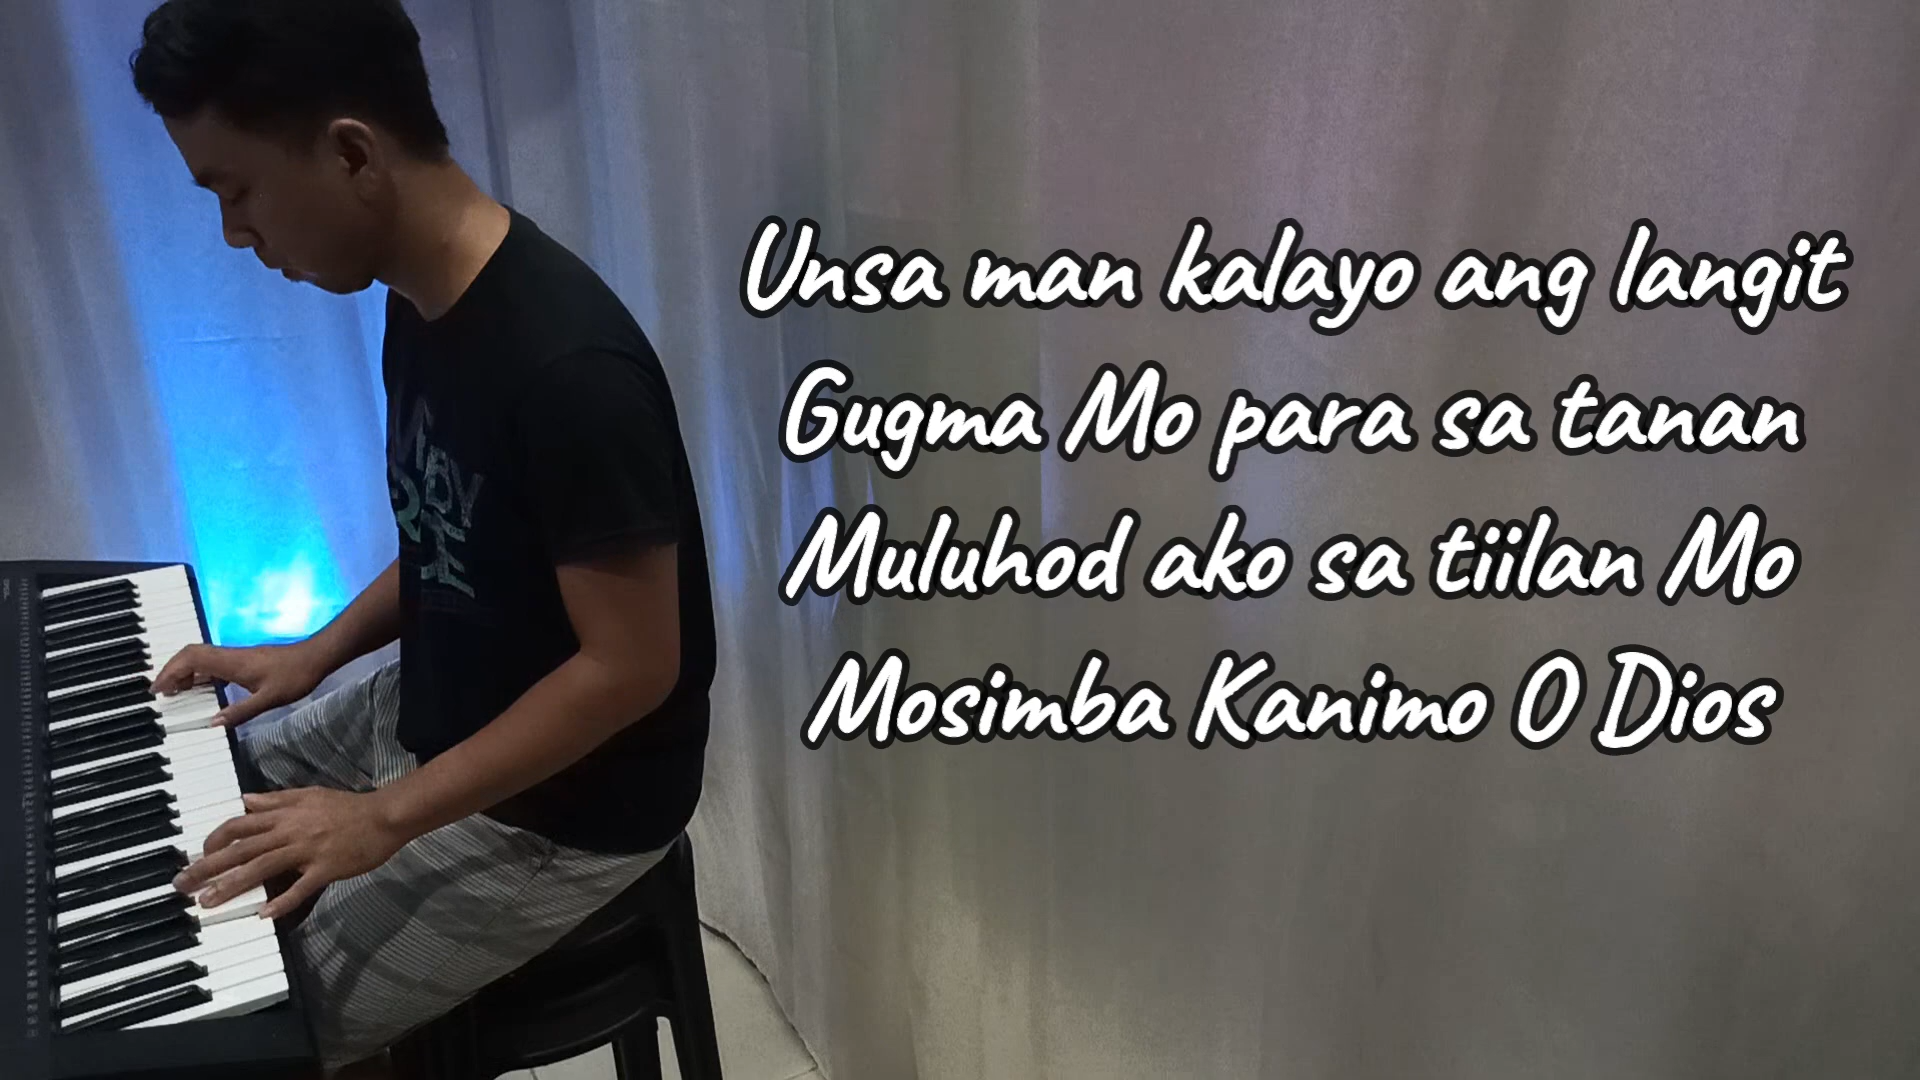 Unsa man kalayo ang langit
Gugma Mo para sa tanan
Muluhod ako sa tiilan Mo
Mosimba Kanimo O Dios